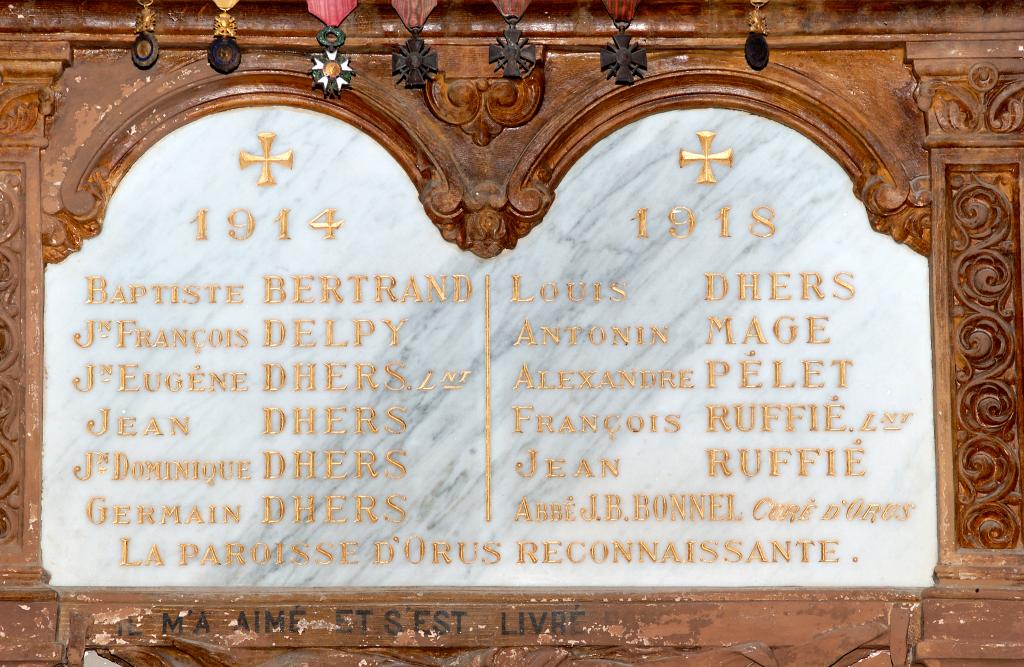 1914
1918
BAPTISTE BERTRAND
JN FRANÇOIS DELPY
JN EUGÉNE DHERS. LNT
JEAN DHERS
JN DOMINIQUE DHERS
GERMAIN DHERS
LOUIS DHERS
ANTONIN MAGE
ALEXANDRE PÉLET
FRANÇOIS RUFFIÉ. LNT
JEAN RUFFIÉ
ABBÉ J.B. BONNEL CURÉ D'ORUS
LA PAROISSE D'ORUS RECONNAISSANTE .
IL M'A AIMÉ ET S'EST LIVRÉ